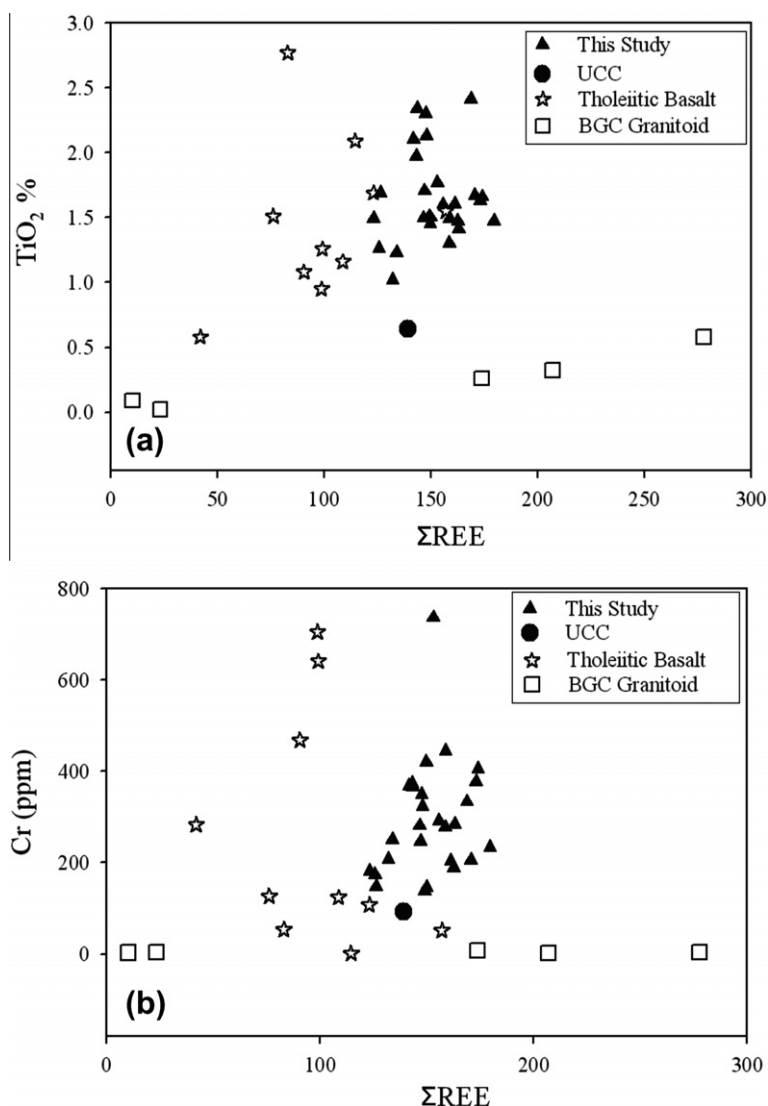 3.0
2.5
2.0
1.5
1.0
0.5
0.0
TiO2 %
This Study
UCC
Tholeiitic Basalt
BGC Granitoid
(a)
0 50 100 150 200 250 300
ΣREE
800
600
400
200
0
Cr (ppm)
This Study
UCC
Tholeiitic Basalt
BGC Granitoid
(b)
0 100 200 300
ΣREE